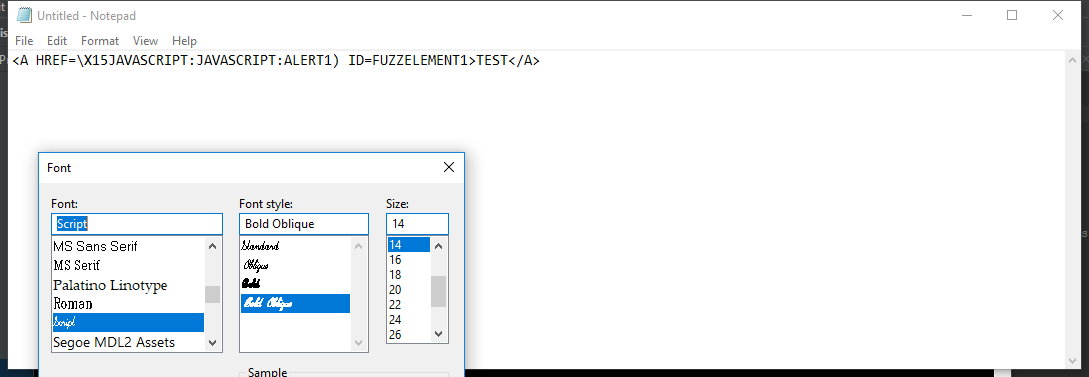 Untitled - Notepad
File Edit Format View Help
<A HREF=\X15JAVASCRIPT:JAVASCRIPT:ALERT1) ID=FUZZELEMENT1>TEST</A>
Font
Font: Font style: Size:
Script Bold Oblique 14
MS Sans Serif
MS Serif
Palatino Linotype
Roman
Script
Segoe MDL2 Assets
Standard
Oblique
Bold
Bold Oblique
14
16
18
20
22
24
26
Sample